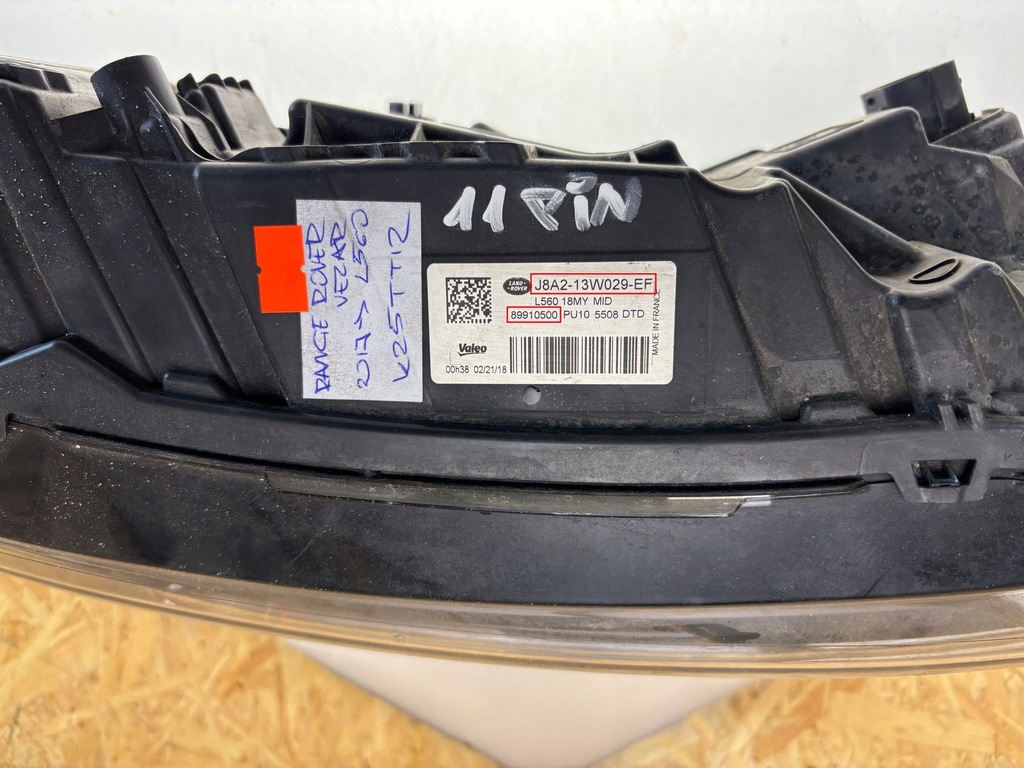 11 PiN
RANGE ROVER
VELAR
2017-> L560
K25TT12
LAND-
-ROVER
J8A2-13W029-EF
L560 18MY MID
89910500 PU10 5508 DTD
Valeo
00h38 02/21/18
MADE IN FRANCE